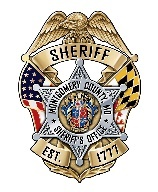 SHERIFF
MONTGOMERY COUNTY, MD
SHERIFF'S OFFICE
EST. 1777